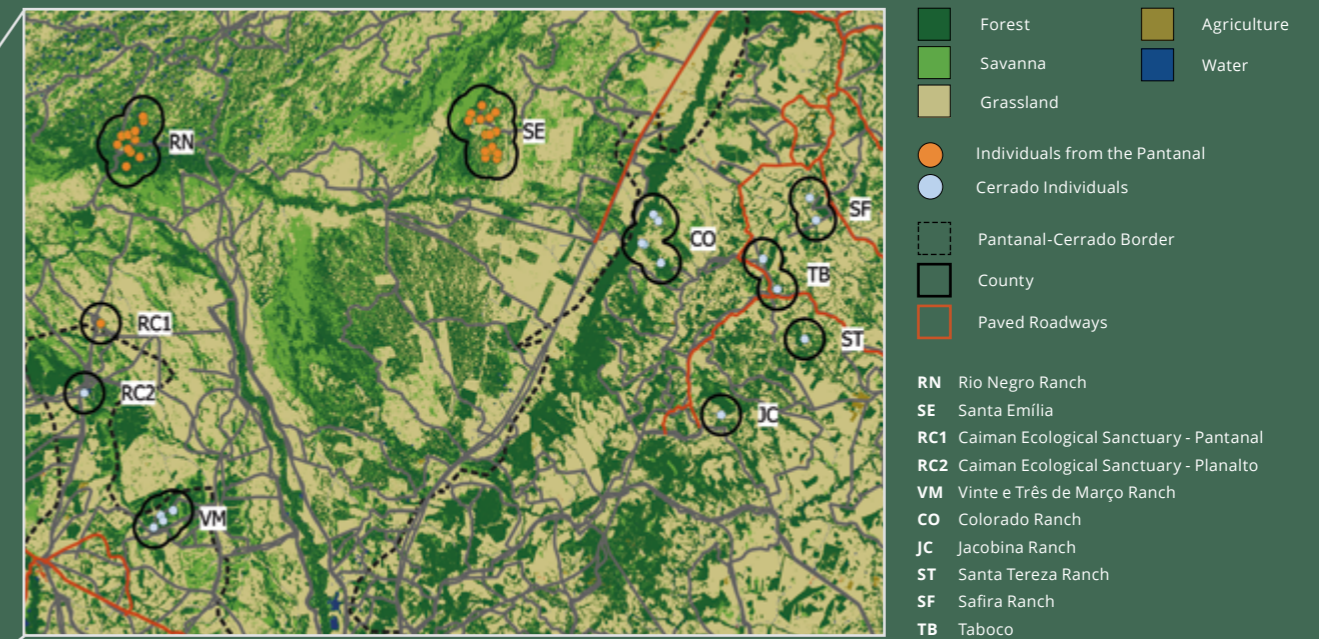 RN
SE
CO
SF
TB
RC1
ST
RC2
JC
VM
Forest
Agriculture
Savanna
Water
Grassland
Individuals from the Pantanal
Cerrado Individuals
Pantanal-Cerrado Border
County
Paved Roadways
RN Rio Negro Ranch
SE Santa Emília
RC1 Caiman Ecological Sanctuary - Pantanal
RC2 Caiman Ecological Sanctuary - Planalto
VM Vinte e Três de Março Ranch
CO Colorado Ranch
JC Jacobina Ranch
ST Santa Tereza Ranch
SF Safira Ranch
TB Taboco